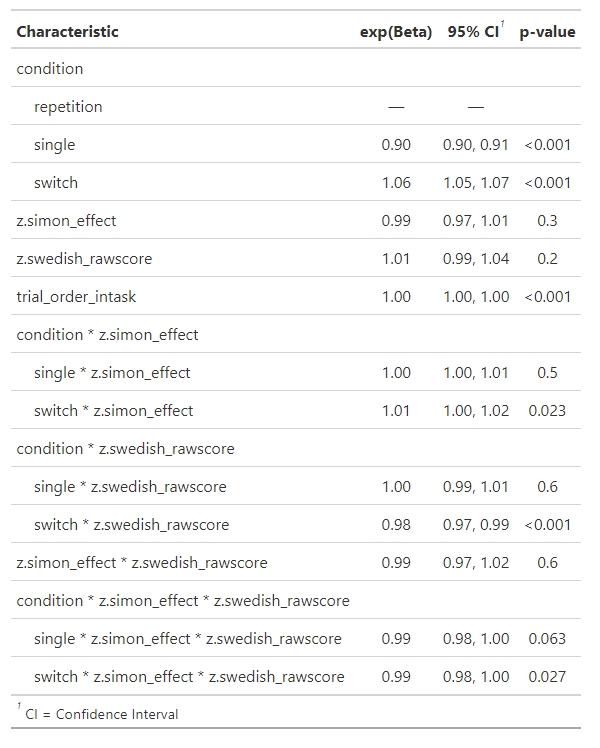 Characteristic exp(Beta) 95% CI1 p-value
condition
repetition — —
single 0.90 0.90, 0.91 <0.001
switch 1.06 1.05, 1.07 <0.001
z.simon_effect 0.99 0.97, 1.01 0.3
z.swedish_rawscore 1.01 0.99, 1.04 0.2
trial_order_intask 1.00 1.00, 1.00 <0.001
condition * z.simon_effect
single * z.simon_effect 1.00 1.00, 1.01 0.5
switch * z.simon_effect 1.01 1.00, 1.02 0.023
condition * z.swedish_rawscore
single * z.swedish_rawscore 1.00 0.99, 1.01 0.6
switch * z.swedish_rawscore 0.98 0.97, 0.99 <0.001
z.simon_effect * z.swedish_rawscore 0.99 0.97, 1.02 0.6
condition * z.simon_effect * z.swedish_rawscore
single * z.simon_effect * z.swedish_rawscore 0.99 0.98, 1.00 0.063
switch * z.simon_effect * z.swedish_rawscore 0.99 0.98, 1.00 0.027
1 CI = Confidence Interval